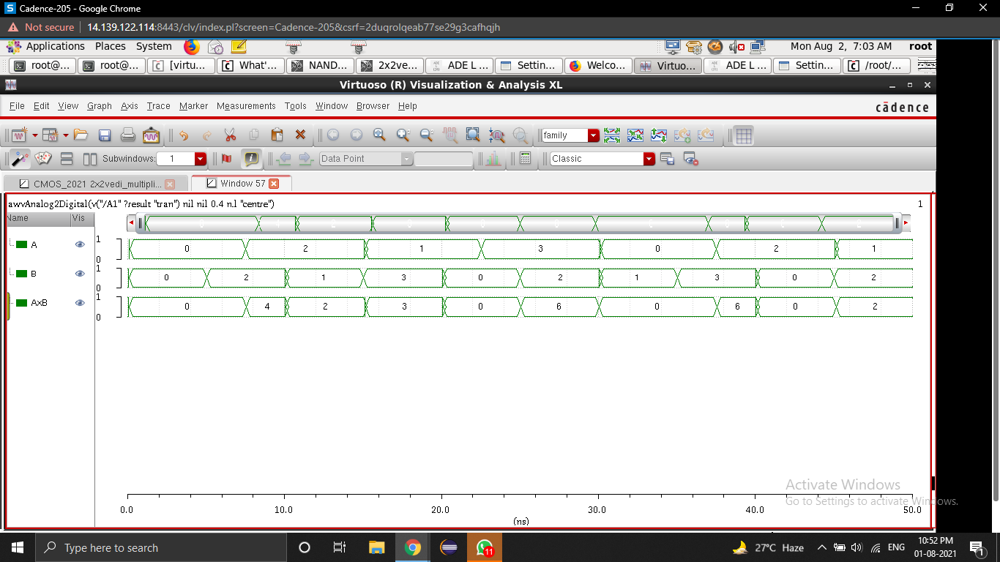 Cadence-205 - Google Chrome
Not secure 14.139.122.114:8443/clv/index.pl?screen=Cadence-205&csrf=2duqrolqeab77se29g3cafhqjh
Applications Places System Mon Aug 2, 7:03 AM root
root@... root@... [virtu... What'... NAND... 2x2ve... ADE L ... Settin... Welco... Virtuo... ADE L ... Settin... /root/...
Virtuoso (R) Visualization & Analysis XL
File Edit View Graph Axis Trace Marker Measurements Tools Window Browser Help cādence
family
Subwindows: 1 Data Point Classic
CMOS_2021 2x2vedi_multipli... Window 57
awvAnalog2Digital(v("/A1" ?result "tran") nil nil 0.4 n.l "centre") 1
Name Vis
A 1 0 0 2 1 3 0 2 1
B 1 0 0 2 1 3 0 2 1 3 0 2
AxB 1 0 0 4 2 3 0 6 0 6 0 2
0.0 10.0 20.0 30.0 40.0 50.0
(ns)
Activate Windows
Go to Settings to activate Windows.
Type here to search 11 27°C Haze ENG 10:52 PM 01-08-2021 1